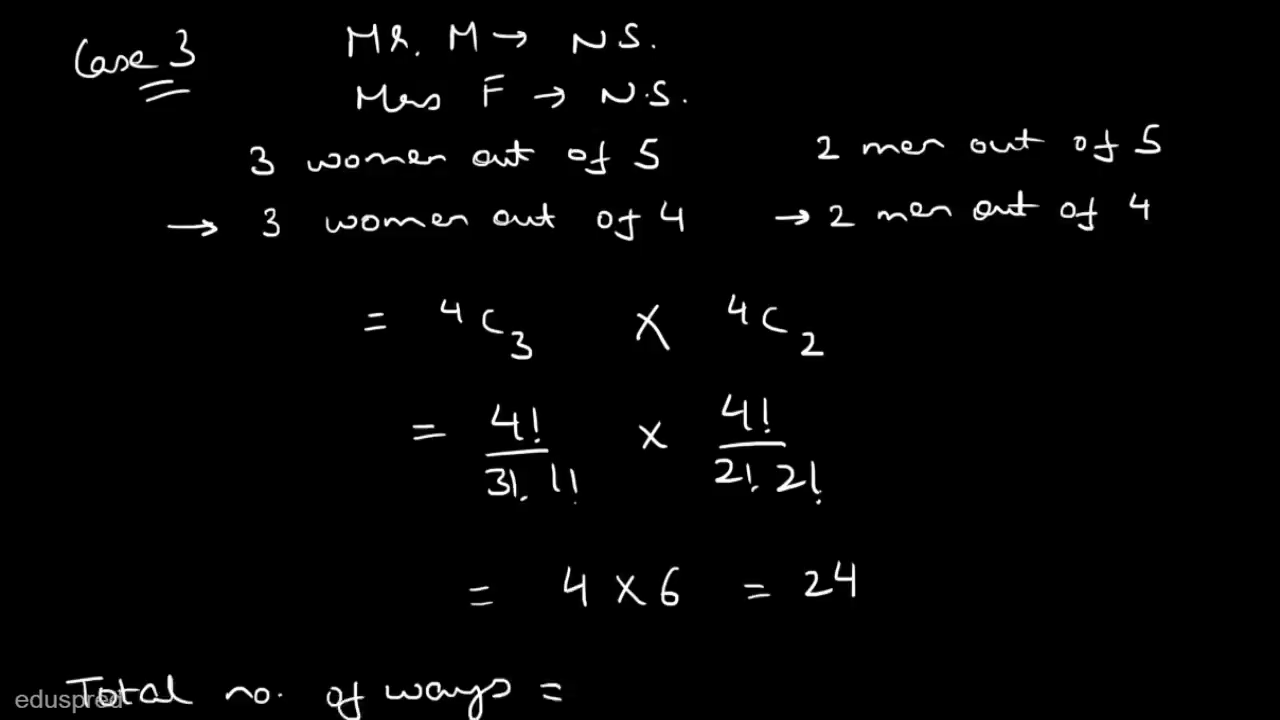 Case 3
Mr. M → N S.
Mrs F → N.S.
3 women out of 5 2 men out of 5
→ 3 women out of 4 → 2 men out of 4
= ⁴C₃ X ⁴C₂
= 4!/3!.1! x 4!/2!.2!
= 4 x 6 = 24
Total no. of ways =
eduspred